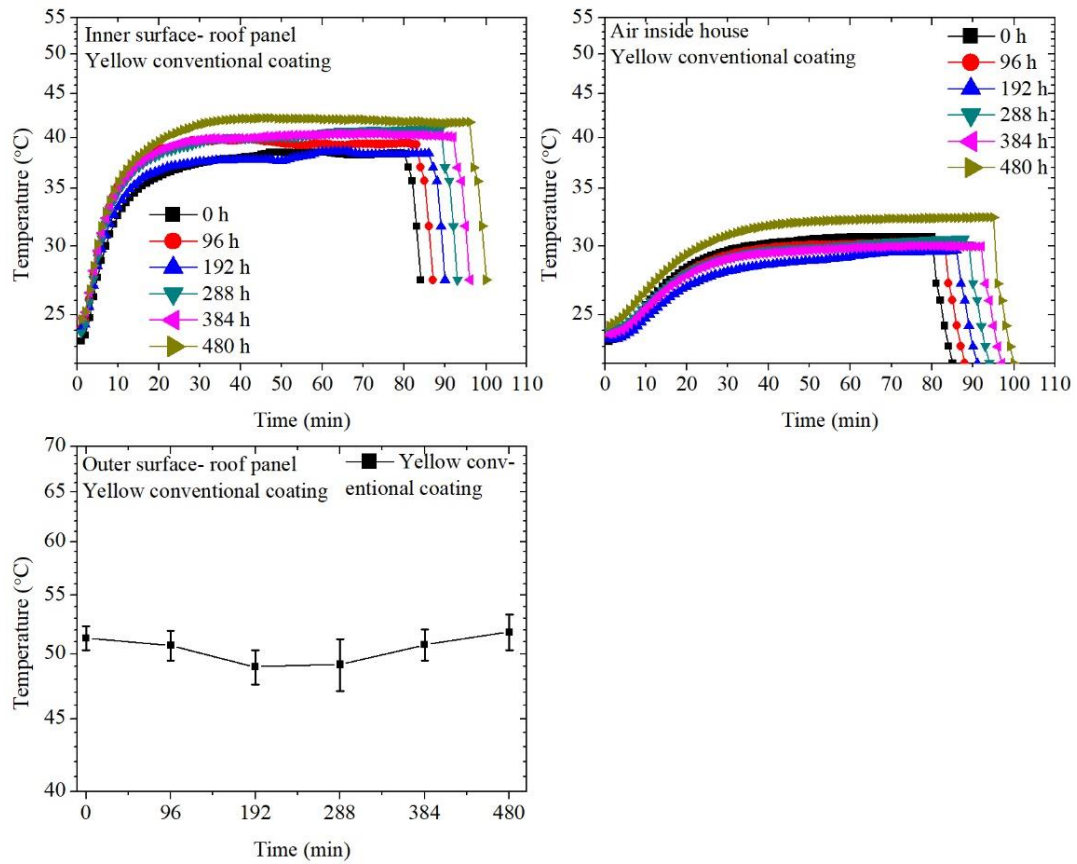 Inner surface- roof panel
Yellow conventional coating
Temperature (°C)
55
50
45
40
35
30
25
0 h
96 h
192 h
288 h
384 h
480 h
0 10 20 30 40 50 60 70 80 90 100 110
Time (min)
Air inside house
Yellow conventional coating
Temperature (°C)
55
50
45
40
35
30
25
0 h
96 h
192 h
288 h
384 h
480 h
0 10 20 30 40 50 60 70 80 90 100 110
Time (min)
Outer surface- roof panel
Yellow conventional coating
Yellow conv-
entional coating
Temperature (°C)
70
65
60
55
50
45
40
0 96 192 288 384 480
Time (min)